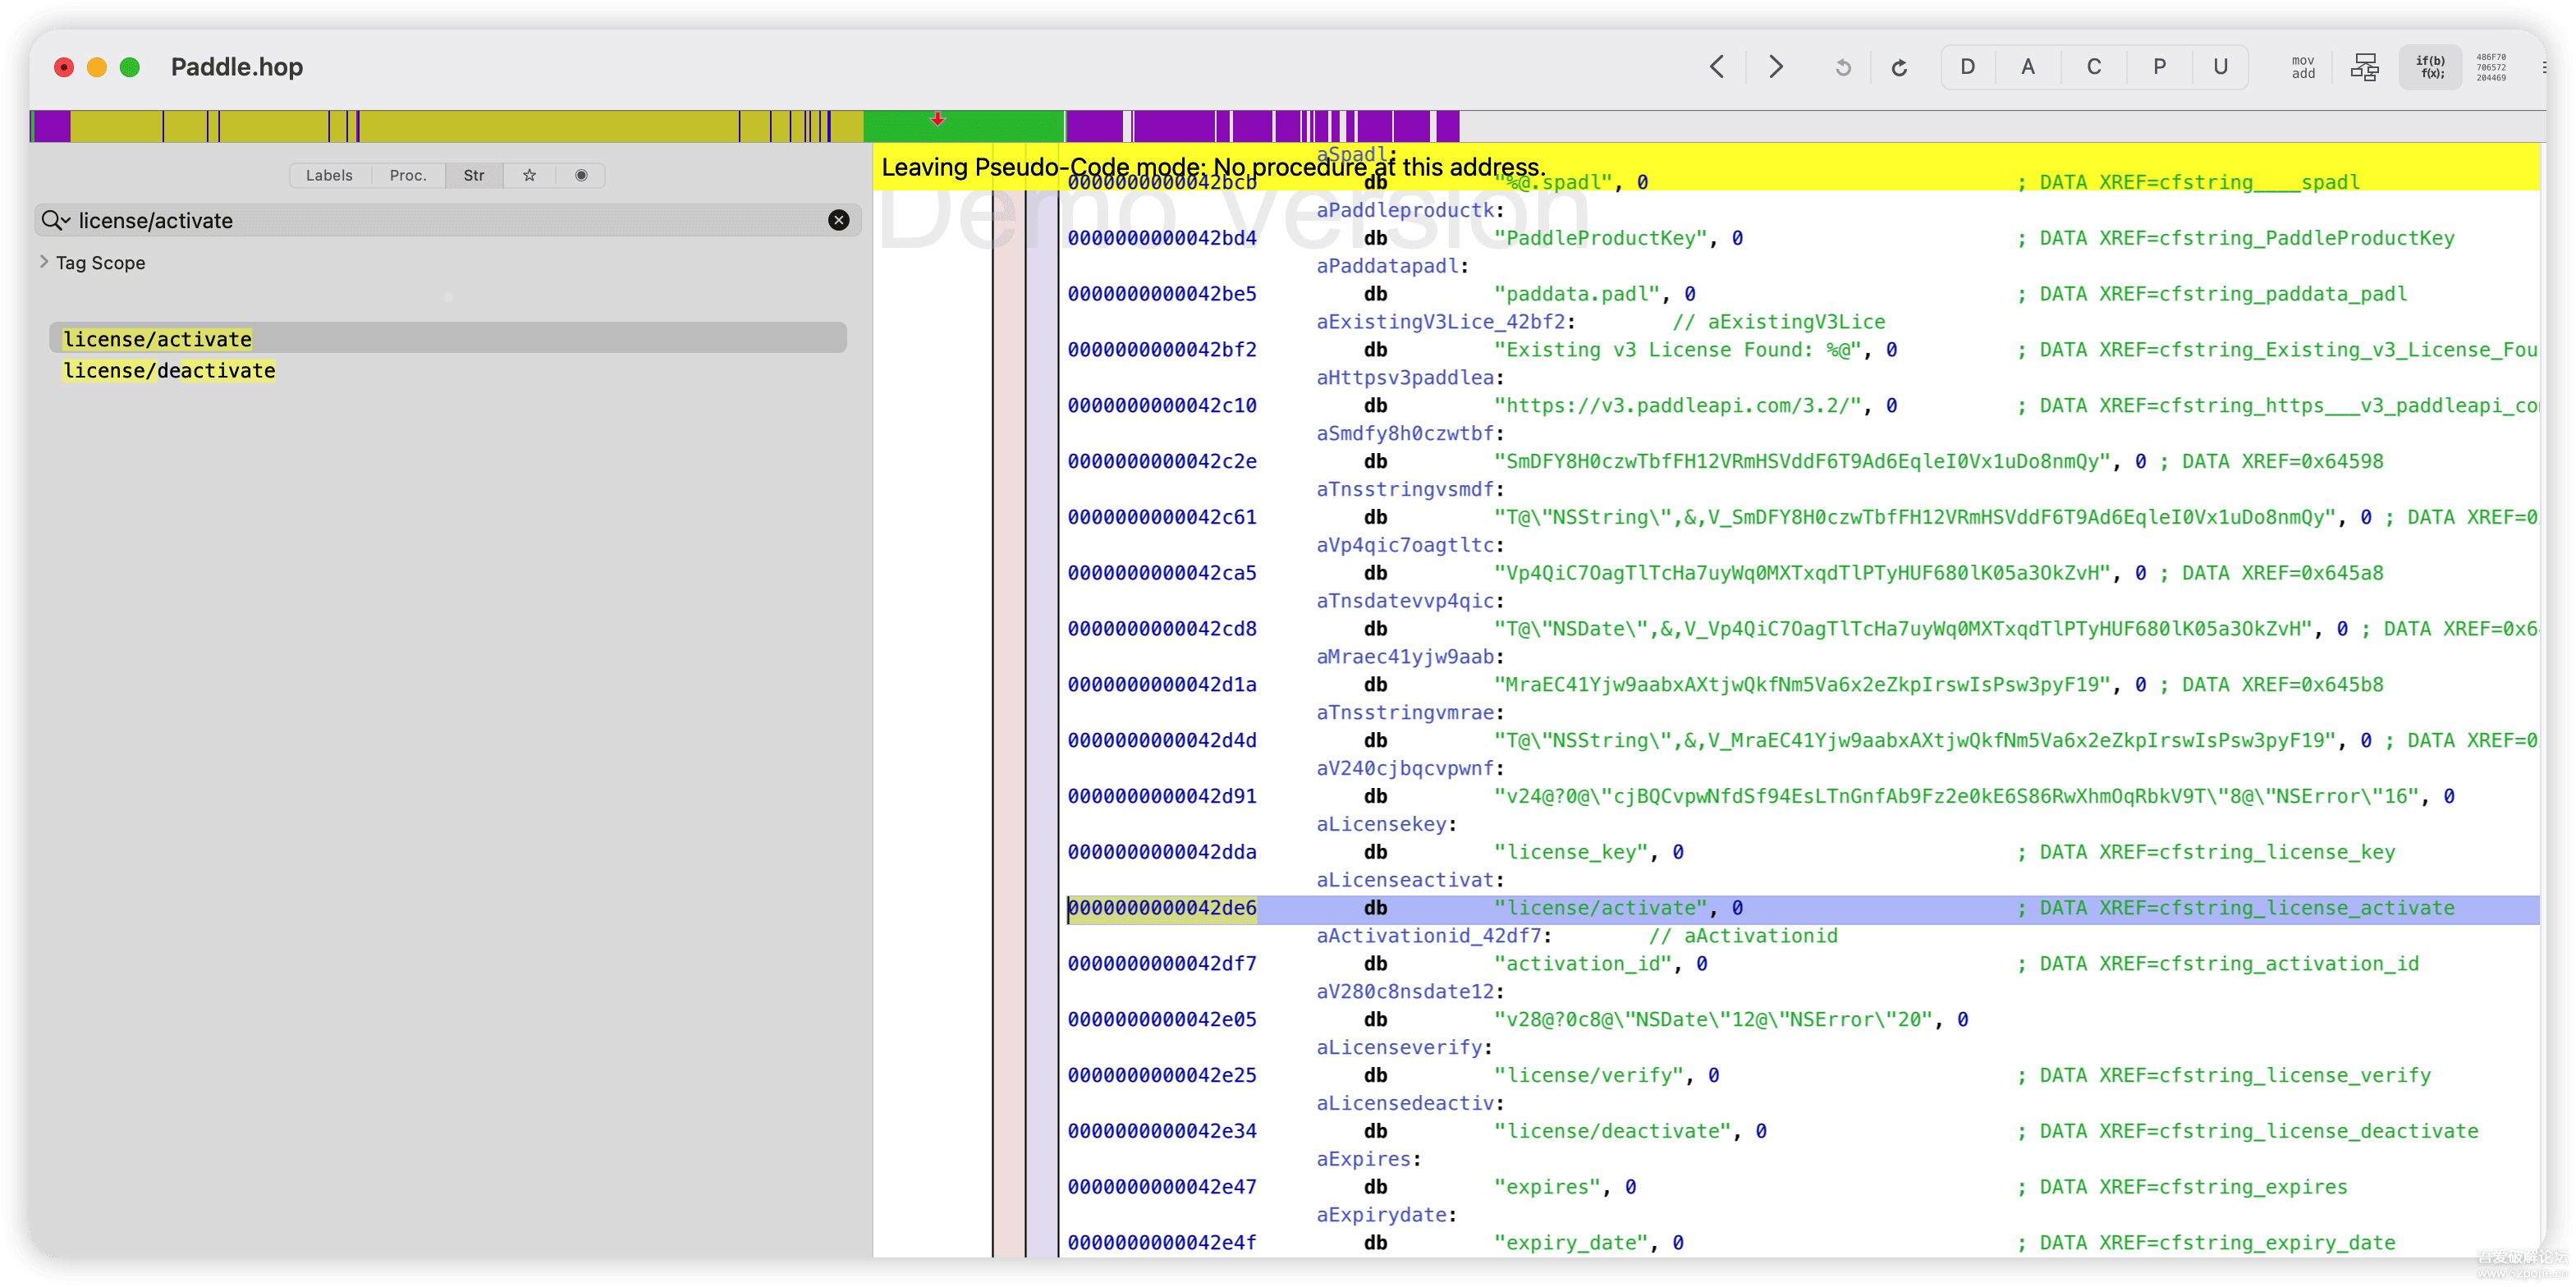 Paddle.hop
D A C P U
mov
add
if(b)
f(x);
486F70
706572
204469
Labels Proc. Str
license/activate
Tag Scope
license/activate
license/deactivate
Leaving Pseudo-Code mode: No procedure at this address.
Demo version
aSpadl:
0000000000042bcb db "%@.spadl", 0 ; DATA XREF=cfstring____spadl
aPaddleproductk:
0000000000042bd4 db "PaddleProductKey", 0 ; DATA XREF=cfstring_PaddleProductKey
aPaddatapadl:
0000000000042be5 db "paddata.padl", 0 ; DATA XREF=cfstring_paddata_padl
aExistingV3Lice_42bf2: // aExistingV3Lice
0000000000042bf2 db "Existing v3 License Found: %@", 0 ; DATA XREF=cfstring_Existing_v3_License_Fou
aHttpsv3paddlea:
0000000000042c10 db "https://v3.paddleapi.com/3.2/", 0 ; DATA XREF=cfstring_https___v3_paddleapi_co
aSmdfy8h0czwtbf:
0000000000042c2e db "SmDFY8H0czwTbfFH12VRmHSVddF6T9Ad6EqleI0Vx1uDo8nmQy", 0 ; DATA XREF=0x64598
aTnsstringvsmdf:
0000000000042c61 db "T@\"NSString\",&,V_SmDFY8H0czwTbfFH12VRmHSVddF6T9Ad6EqleI0Vx1uDo8nmQy", 0 ; DATA XREF=0
aVp4qic7oagtltc:
0000000000042ca5 db "Vp4QiC7OagTlTcHa7uyWq0MXTxqdTlPTyHUF680lK05a3OkZvH", 0 ; DATA XREF=0x645a8
aTnsdatevvp4qic:
0000000000042cd8 db "T@\"NSDate\",&,V_Vp4QiC7OagTlTcHa7uyWq0MXTxqdTlPTyHUF680lK05a3OkZvH", 0 ; DATA XREF=0x6
aMraec41yjw9aab:
0000000000042d1a db "MraEC41Yjw9aabxAXtjwQkfNm5Va6x2eZkpIrswIsPsw3pyF19", 0 ; DATA XREF=0x645b8
aTnsstringvmrae:
0000000000042d4d db "T@\"NSString\",&,V_MraEC41Yjw9aabxAXtjwQkfNm5Va6x2eZkpIrswIsPsw3pyF19", 0 ; DATA XREF=0
aV240cjbqcvpwnf:
0000000000042d91 db "v24@?0@\"cjBQCvpwNfdSf94EsLTnGnfAb9Fz2e0kE6S86RwXhmOqRbkV9T\"8@\"NSError\"16", 0
aLicensekey:
0000000000042dda db "license_key", 0 ; DATA XREF=cfstring_license_key
aLicenseactivat:
0000000000042de6 db "license/activate", 0 ; DATA XREF=cfstring_license_activate
aActivationid_42df7: // aActivationid
0000000000042df7 db "activation_id", 0 ; DATA XREF=cfstring_activation_id
aV280c8nsdate12:
0000000000042e05 db "v28@?0c8@\"NSDate\"12@\"NSError\"20", 0
aLicenseverify:
0000000000042e25 db "license/verify", 0 ; DATA XREF=cfstring_license_verify
aLicensedeactiv:
0000000000042e34 db "license/deactivate", 0 ; DATA XREF=cfstring_license_deactivate
aExpires:
0000000000042e47 db "expires", 0 ; DATA XREF=cfstring_expires
aExpirydate:
0000000000042e4f db "expiry_date", 0 ; DATA XREF=cfstring_expiry_date
吾爱破解论坛
www.52pojie.cn